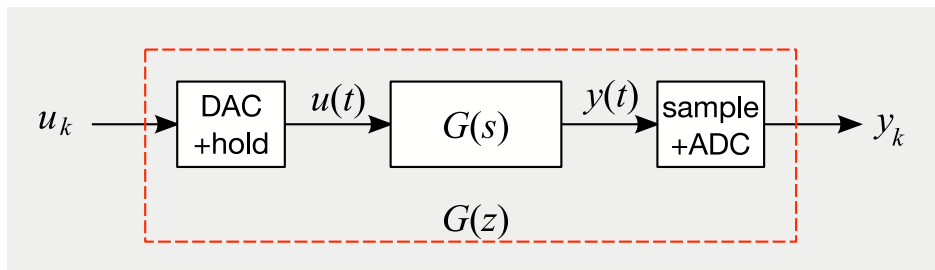 u_k
DAC
+hold
u(t)
G(s)
y(t)
sample
+ADC
y_k
G(z)